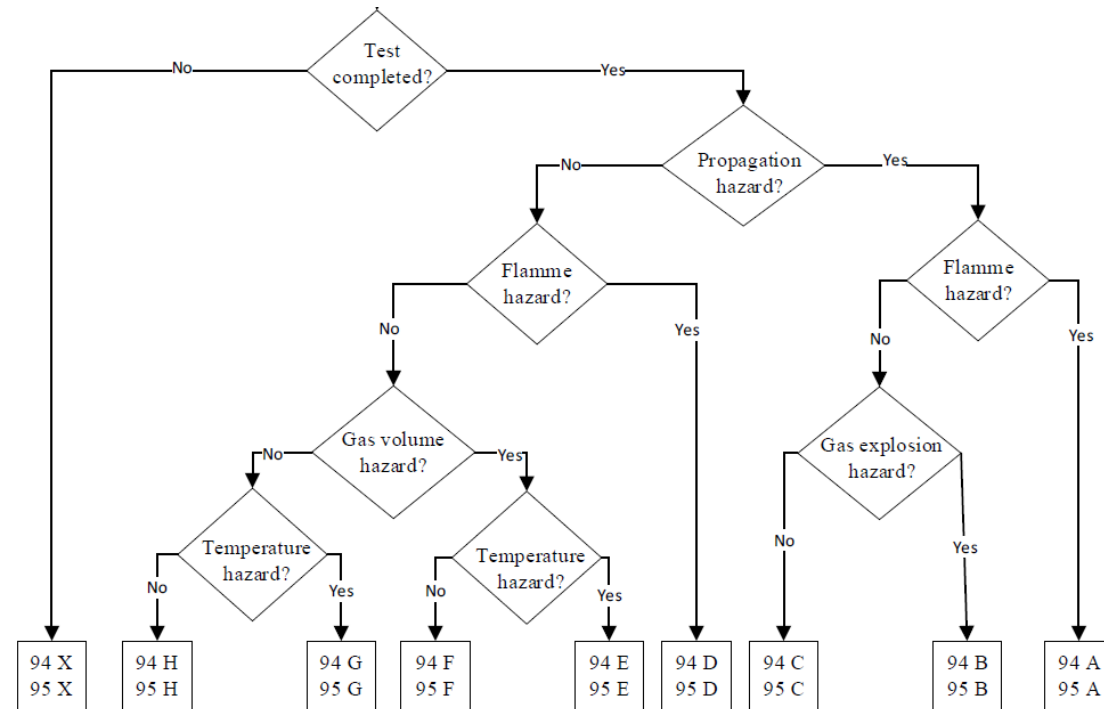 Test
completed?
No
Yes
Propagation
hazard?
No
Yes
Flamme
hazard?
Flamme
hazard?
No
Yes
No
Yes
Gas volume
hazard?
Gas explosion
hazard?
No
Yes
No
Yes
Temperature
hazard?
Temperature
hazard?
No
Yes
No
Yes
94 X
95 X
94 H
95 H
94 G
95 G
94 F
95 F
94 E
95 E
94 D
95 D
94 C
95 C
94 B
95 B
94 A
95 A